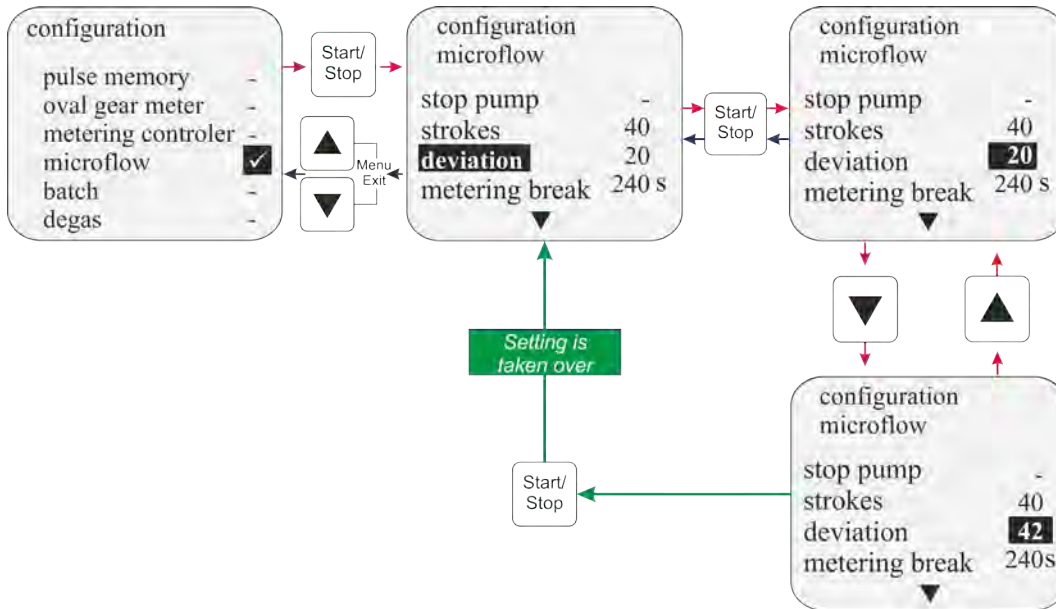 configuration
pulse memory -
oval gear meter -
metering controler -
microflow ✓
batch -
degas -
Start/
Stop
Menu
Exit
configuration
microflow
stop pump -
strokes 40
deviation 20
metering break 240 s
Start/
Stop
configuration
microflow
stop pump -
strokes 40
deviation 20
metering break 240 s
Setting is
taken over
Start/
Stop
configuration
microflow
stop pump -
strokes 40
deviation 42
metering break 240s